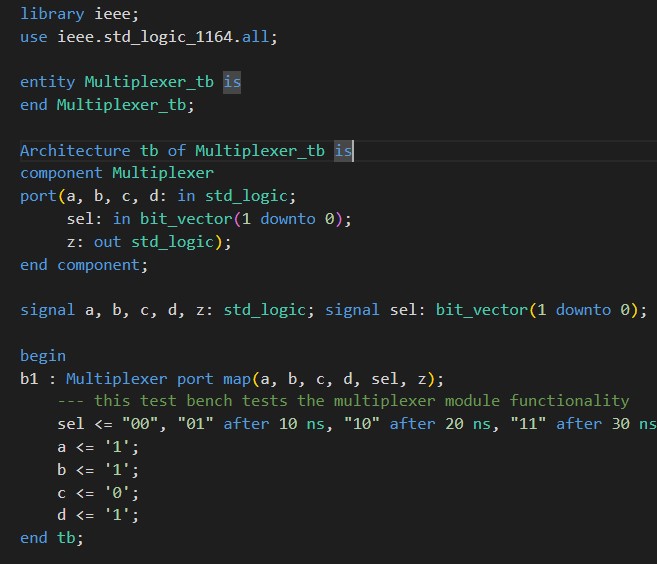 library ieee;
use ieee.std_logic_1164.all;
entity Multiplexer_tb is
end Multiplexer_tb;
Architecture tb of Multiplexer_tb is
component Multiplexer
port(a, b, c, d: in std_logic;
sel: in bit_vector(1 downto 0);
z: out std_logic);
end component;
signal a, b, c, d, z: std_logic; signal sel: bit_vector(1 downto 0);
begin
b1 : Multiplexer port map(a, b, c, d, sel, z);
--- this test bench tests the multiplexer module functionality
sel <= "00", "01" after 10 ns, "10" after 20 ns, "11" after 30 ns
a <= '1';
b <= '1';
c <= '0';
d <= '1';
end tb;